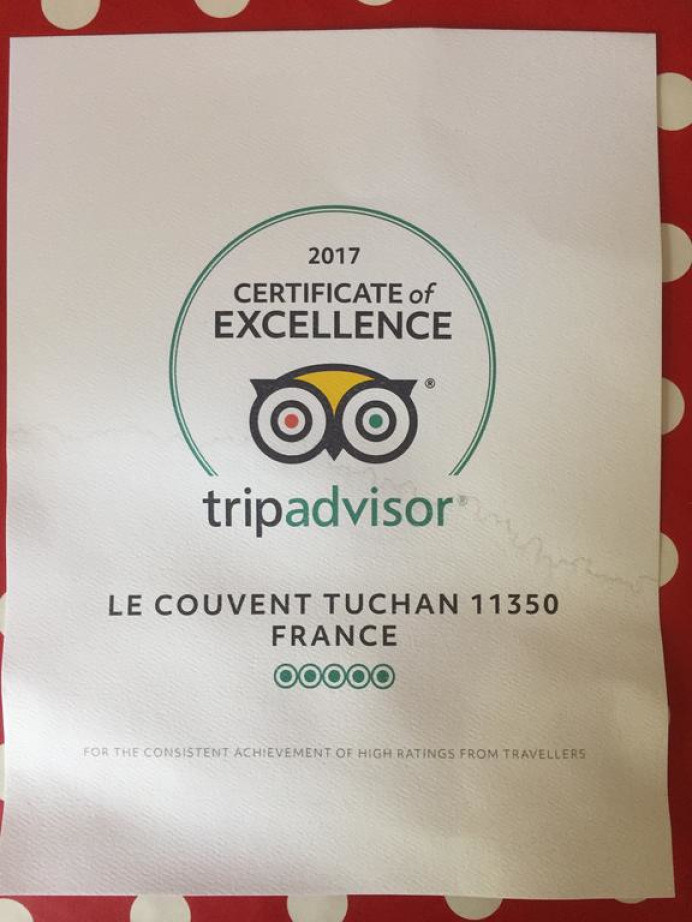 2017
CERTIFICATE of
EXCELLENCE
®
tripadvisor®
LE COUVENT TUCHAN 11350
FRANCE
FOR THE CONSISTENT ACHIEVEMENT OF HIGH RATINGS FROM TRAVELLERS